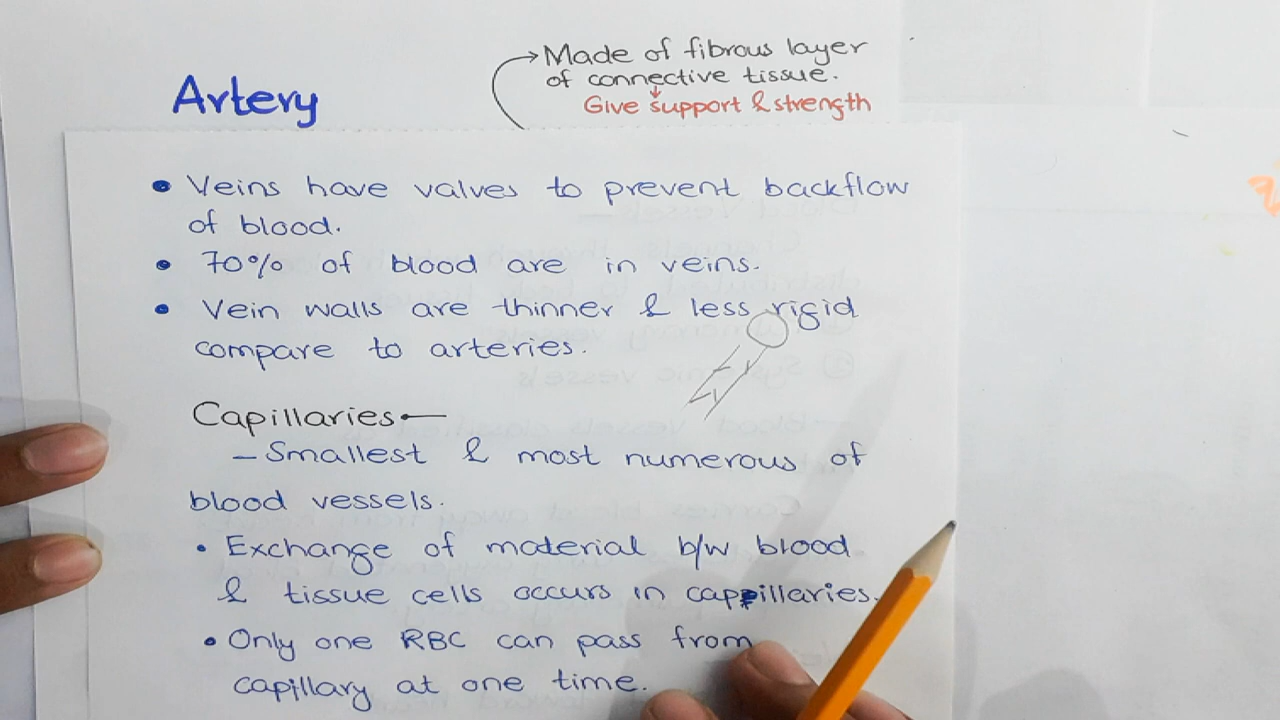 Made of fibrous layer
of connective tissue.
Give support & strength
Artery
• Veins have valves to prevent backflow
of blood.
• 70% of blood are in veins.
• Vein walls are thinner & less rigid
compare to arteries.
Capillaries -
- Smallest & most numerous of
blood vessels.
• Exchange of material b/w blood
& tissue cells occurs in cappillaries.
• Only one RBC can pass from
capillary at one time.